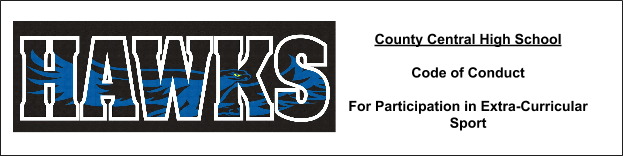 HAWKS
County Central High School
Code of Conduct
For Participation in Extra-Curricular
Sport